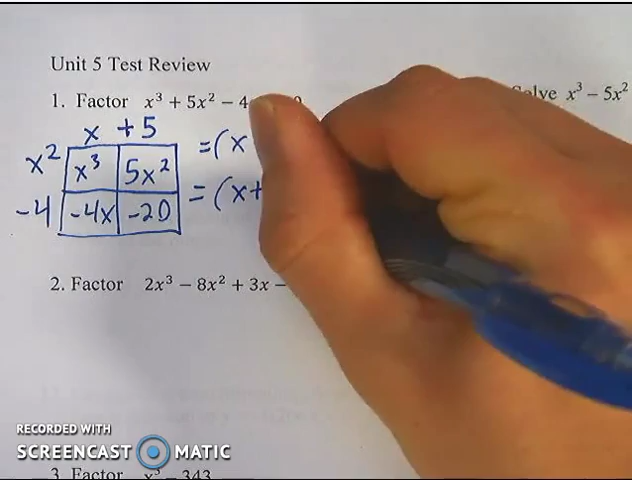 Unit 5 Test Review
1. Factor x³ + 5x² − 4
Solve x³ − 5x²
x +5
x² x³ 5x² =(x
-4 -4x -20 = (x+
2. Factor 2x³ − 8x² + 3x −
RECORDED WITH
SCREENCAST MATIC
3. Factor x³ − 343